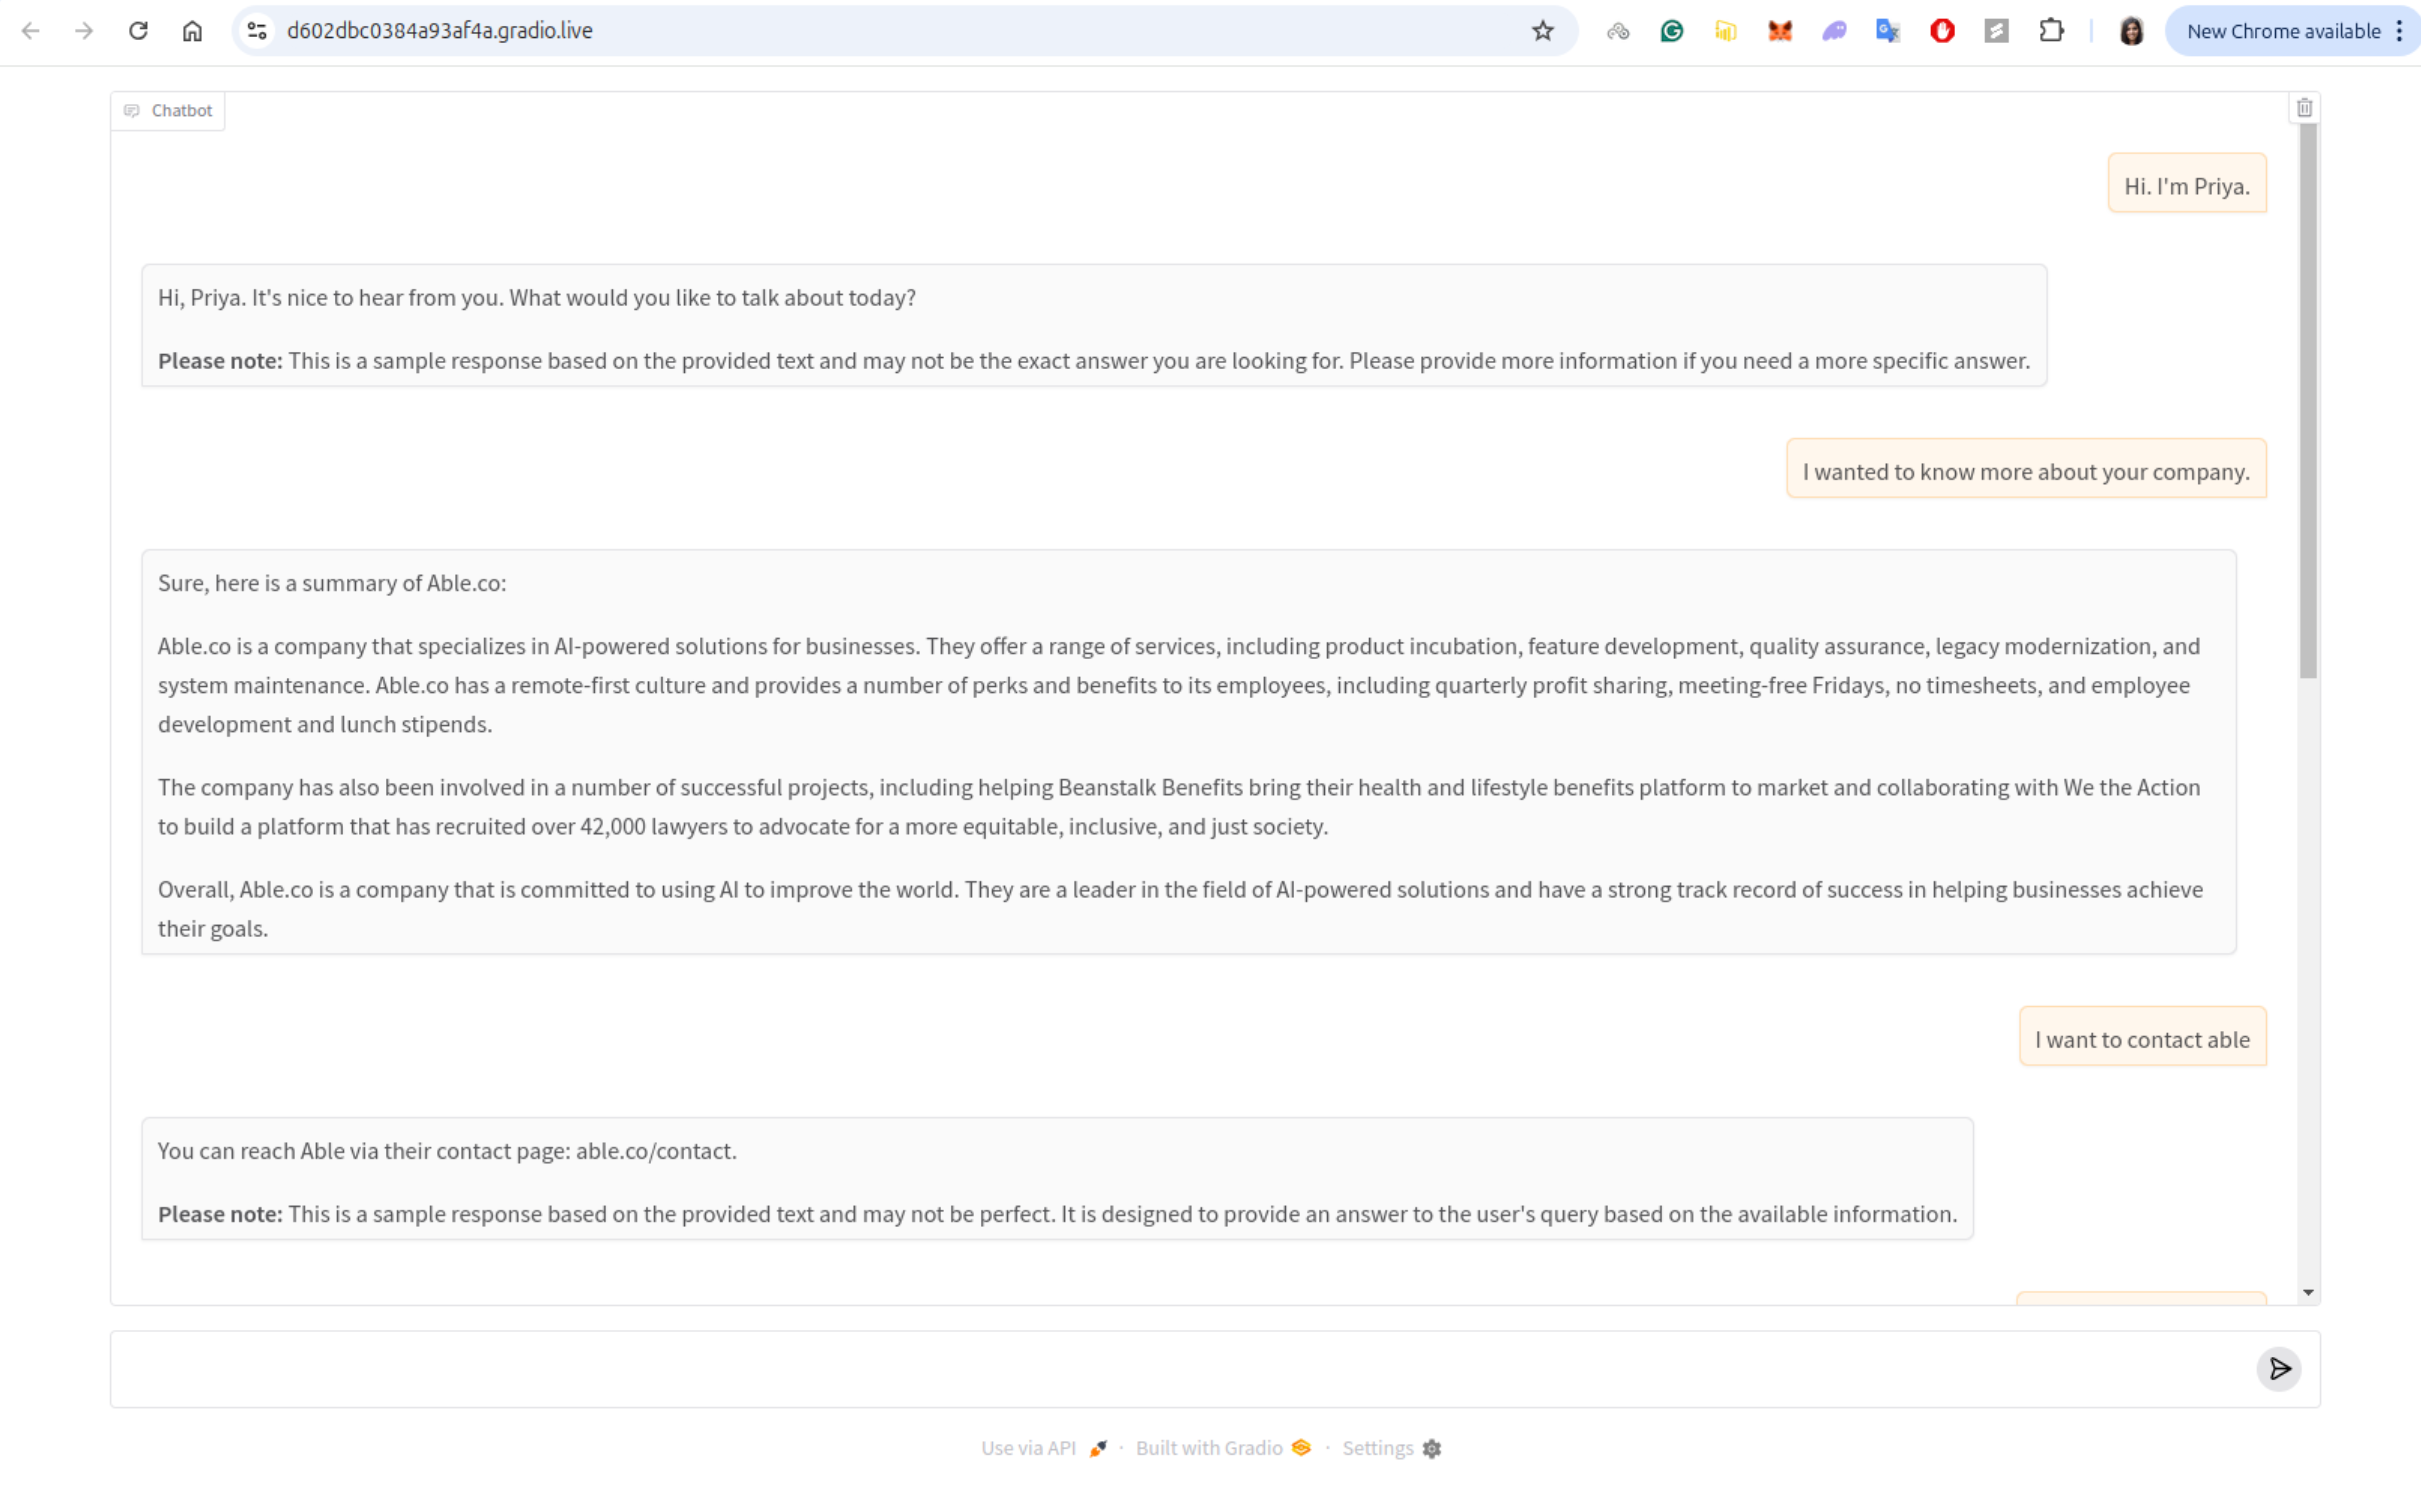 d602dbc0384a93af4a.gradio.live
New Chrome available
Chatbot
Hi. I'm Priya.
Hi, Priya. It's nice to hear from you. What would you like to talk about today?
Please note: This is a sample response based on the provided text and may not be the exact answer you are looking for. Please provide more information if you need a more specific answer.
I wanted to know more about your company.
Sure, here is a summary of Able.co:
Able.co is a company that specializes in AI-powered solutions for businesses. They offer a range of services, including product incubation, feature development, quality assurance, legacy modernization, and
system maintenance. Able.co has a remote-first culture and provides a number of perks and benefits to its employees, including quarterly profit sharing, meeting-free Fridays, no timesheets, and employee
development and lunch stipends.
The company has also been involved in a number of successful projects, including helping Beanstalk Benefits bring their health and lifestyle benefits platform to market and collaborating with We the Action
to build a platform that has recruited over 42,000 lawyers to advocate for a more equitable, inclusive, and just society.
Overall, Able.co is a company that is committed to using AI to improve the world. They are a leader in the field of AI-powered solutions and have a strong track record of success in helping businesses achieve
their goals.
I want to contact able
You can reach Able via their contact page: able.co/contact.
Please note: This is a sample response based on the provided text and may not be perfect. It is designed to provide an answer to the user's query based on the available information.
Use via API · Built with Gradio · Settings